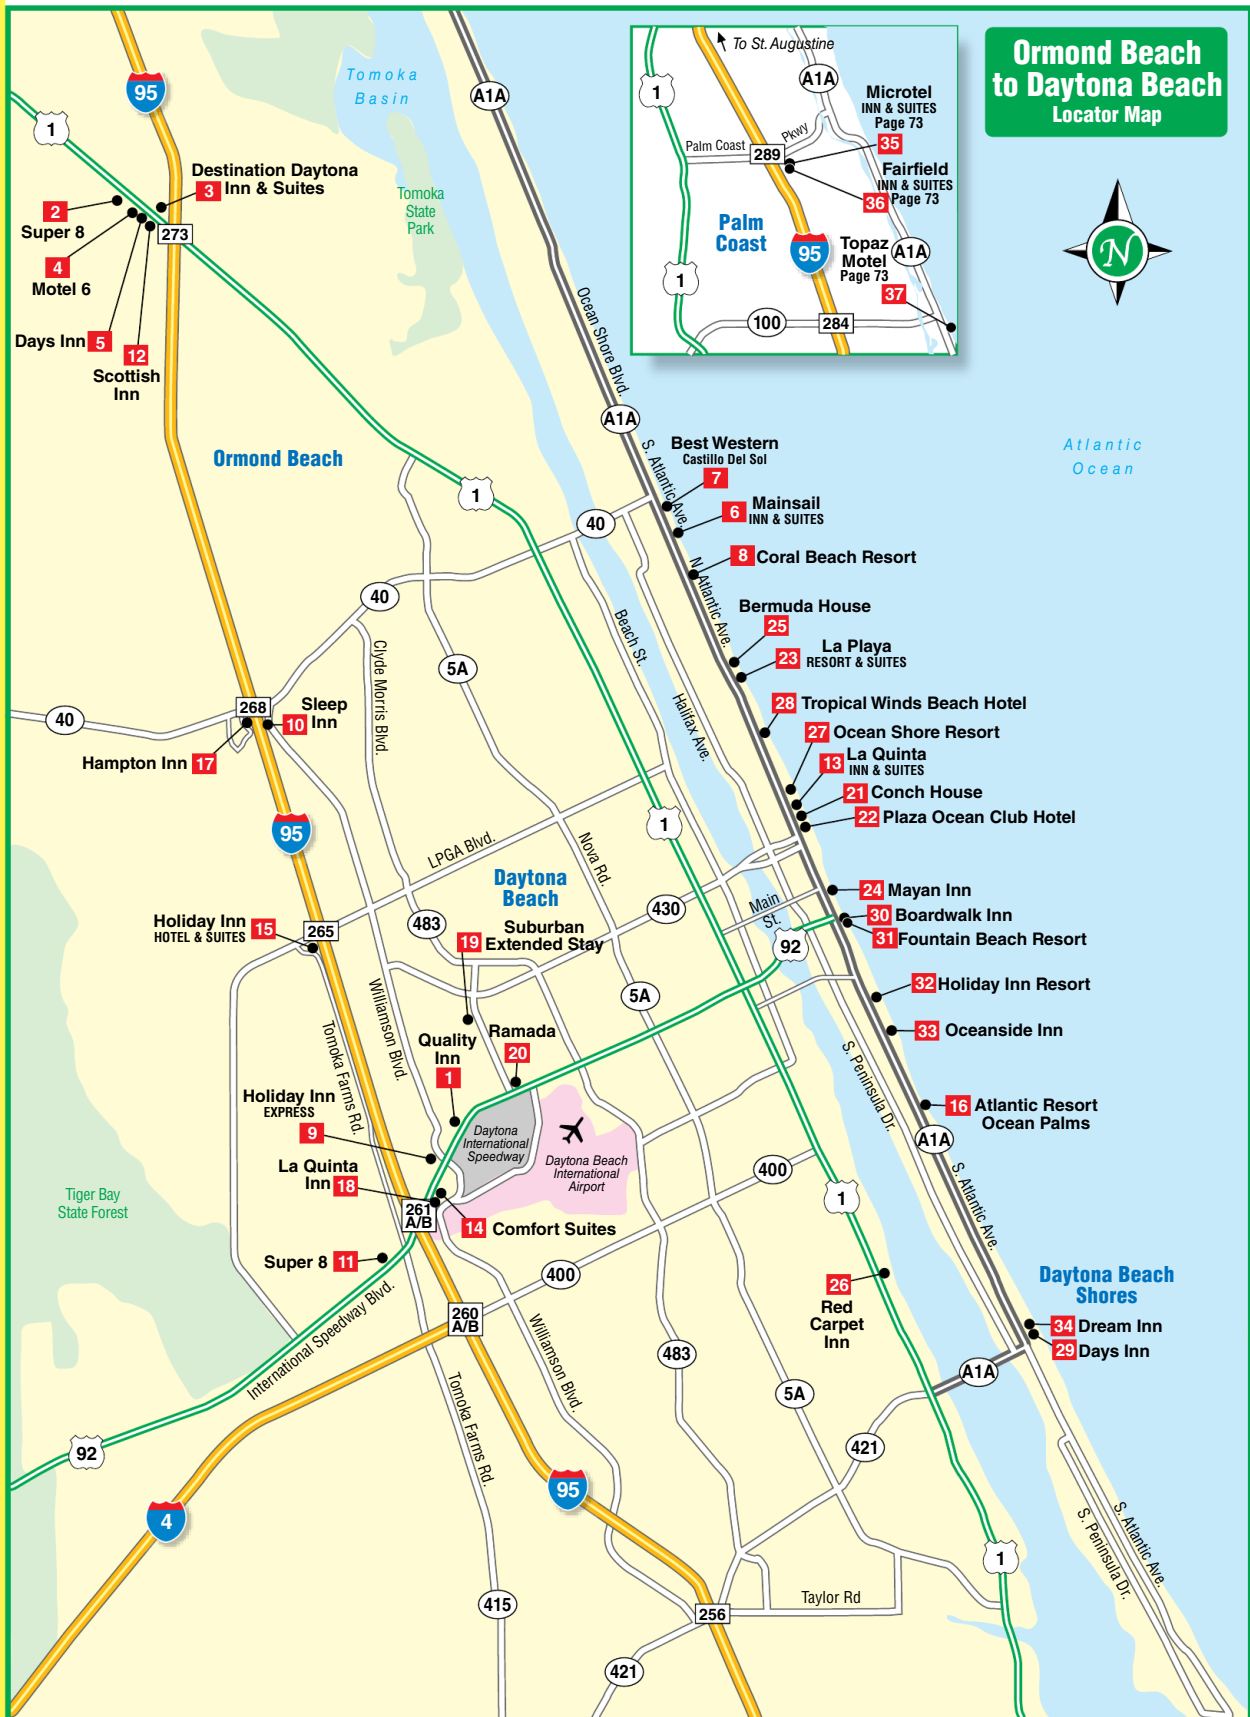 Ormond Beach
to Daytona Beach
Locator Map
To St. Augustine
A1A
1
Microtel
INN & SUITES
Page 73
35
Palm Coast Pkwy
289
Fairfield
INN & SUITES
Page 73
36
Palm
Coast
95
Topaz
Motel
Page 73
37
A1A
1
100
284
N
95
1
Tomoka
Basin
A1A
Destination Daytona
Inn & Suites
3
2
Super 8
273
Tomoka
State
Park
4
Motel 6
Days Inn 5
12
Scottish
Inn
Ocean Shore Blvd.
A1A
Atlantic
Ocean
Ormond Beach
1
S. Atlantic Ave.
Best Western
Castillo Del Sol
7
6 Mainsail
INN & SUITES
40
8 Coral Beach Resort
N. Atlantic Ave.
40
Bermuda House
25
Beach St.
23 La Playa
RESORT & SUITES
Clyde Morris Blvd.
5A
28 Tropical Winds Beach Hotel
268
Sleep
Inn
10
40
Halifax Ave.
27 Ocean Shore Resort
Hampton Inn 17
13 La Quinta
INN & SUITES
21 Conch House
22 Plaza Ocean Club Hotel
95
1
LPGA Blvd.
Nova Rd.
Daytona
Beach
24 Mayan Inn
430
Main
St.
30 Boardwalk Inn
31 Fountain Beach Resort
Holiday Inn
HOTEL & SUITES
15
265
483
19 Suburban
Extended Stay
92
32 Holiday Inn Resort
5A
33 Oceanside Inn
Williamson Blvd.
Tomoka Farms Rd.
Quality
Inn
1
Ramada
20
S. Peninsula Dr.
Holiday Inn
EXPRESS
9
16 Atlantic Resort
Ocean Palms
Daytona
International
Speedway
Daytona Beach
International
Airport
A1A
La Quinta
Inn 18
400
S. Atlantic Ave.
Tiger Bay
State Forest
261
A/B
14 Comfort Suites
1
Super 8 11
400
26
Red
Carpet
Inn
Daytona Beach
Shores
International Speedway Blvd.
260
A/B
34 Dream Inn
29 Days Inn
Williamson Blvd.
483
A1A
Tomoka Farms Rd.
5A
92
421
95
4
S. Peninsula Dr.
S. Atlantic Ave.
1
415
Taylor Rd
256
421